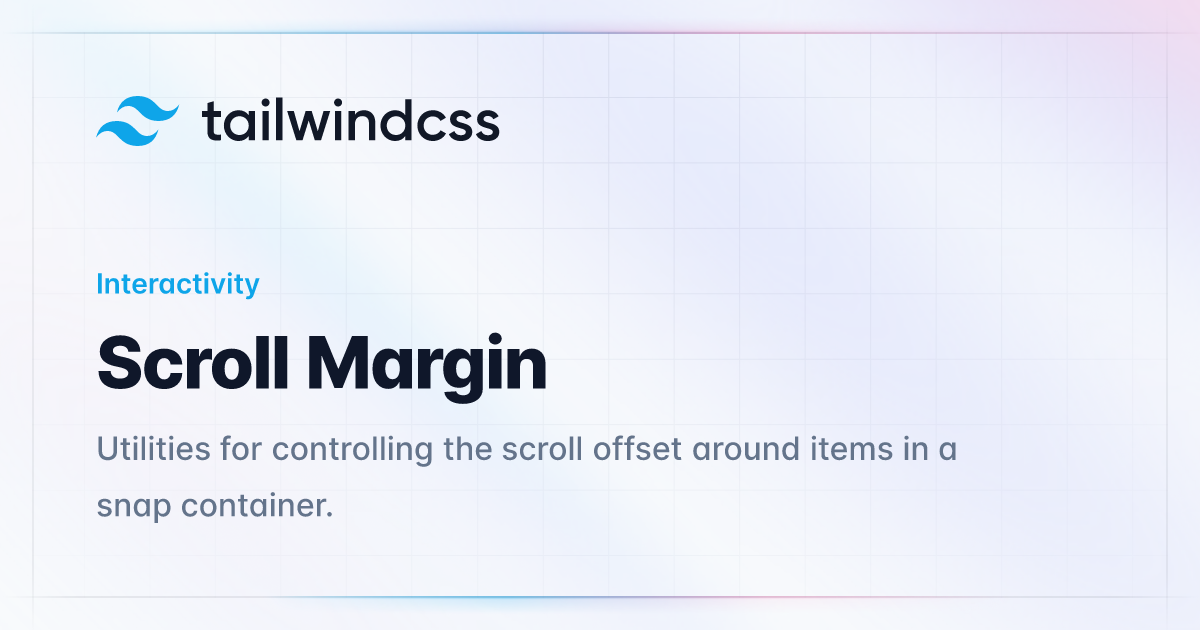 tailwindcss
Interactivity
Scroll Margin
Utilities for controlling the scroll offset around items in a
snap container.